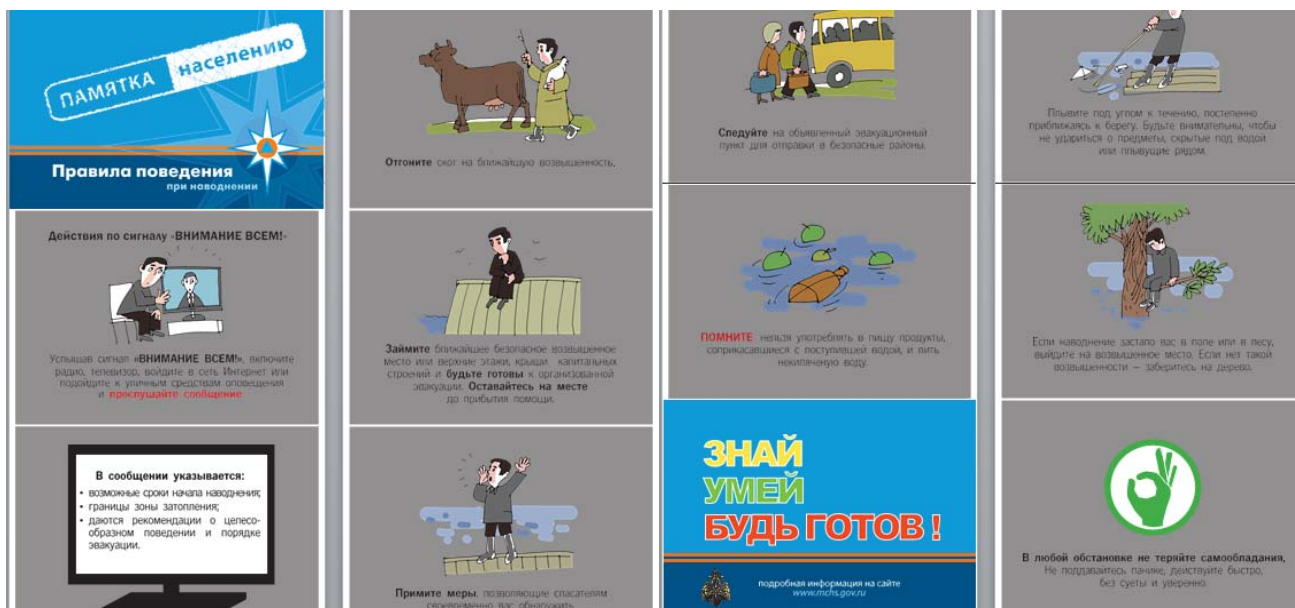 ПАМЯТКА населению
Правила поведения
при наводнении
Действия по сигналу «ВНИМАНИЕ ВСЕМ!»
Услышав сигнал «ВНИМАНИЕ ВСЕМ!», включите
радио, телевизор, войдите в сеть Интернет или
подойдите к уличным средствам оповещения
и прослушайте сообщение
В сообщении указывается:
• возможные сроки начала наводнения;
• границы зоны затопления;
• даются рекомендации о целесо-
образном поведении и порядке
эвакуации.
Отгоните скот на ближайшую возвышенность.
Займите ближайшее безопасное возвышенное
место или верхние этажи, крыши капитальных
строений и будьте готовы к организованной
эвакуации. Оставайтесь на месте
до прибытия помощи.
Примите меры, позволяющие спасателям
своевременно вас обнаружить
Следуйте на объявленный эвакуационный
пункт для отправки в безопасные районы.
ПОМНИТЕ нельзя употреблять в пищу продукты,
соприкасавшиеся с поступившей водой, и пить
некипяченую воду.
ЗНАЙ
УМЕЙ
БУДЬ ГОТОВ !
подробная информация на сайте
www.mchs.gov.ru
Плывите под углом к течению, постепенно
приближаясь к берегу. Будьте внимательны, чтобы
не удариться о предметы, скрытые под водой
или плывущие рядом.
Если наводнение застало вас в поле или в лесу,
выйдите на возвышенное место. Если нет такой
возвышенности – заберитесь на дерево.
В любой обстановке не теряйте самообладания,
Не поддавайтесь панике, действуйте быстро,
без суеты и уверенно.